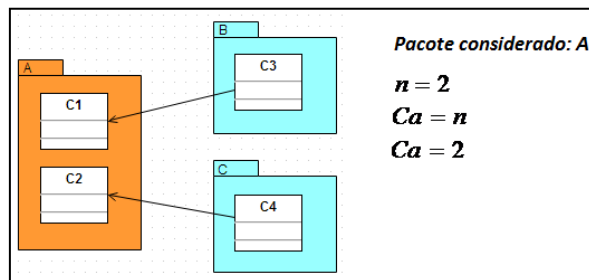 A
C1
C2
B
C3
C
C4
Pacote considerado: A
n = 2
Ca = n
Ca = 2